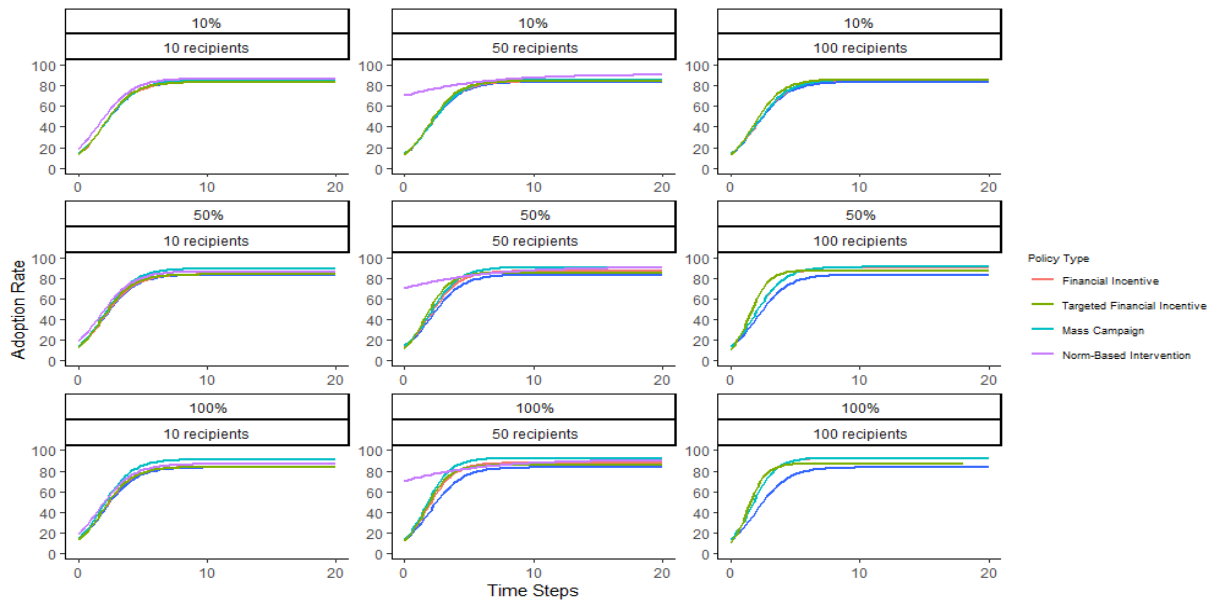 10% 10% 10%
10 recipients 50 recipients 100 recipients
100 100 100
80 80 80
60 60 60
40 40 40
20 20 20
0 0 0
0 10 20 0 10 20 0 10 20
50% 50% 50%
10 recipients 50 recipients 100 recipients
100 100 100
80 80 80
60 60 60
40 40 40
20 20 20
0 0 0
0 10 20 0 10 20 0 10 20
100% 100% 100%
10 recipients 50 recipients 100 recipients
100 100 100
80 80 80
60 60 60
40 40 40
20 20 20
0 0 0
0 10 20 0 10 20 0 10 20
Adoption Rate
Time Steps
Policy Type
Financial Incentive
Targeted Financial Incentive
Mass Campaign
Norm-Based Intervention